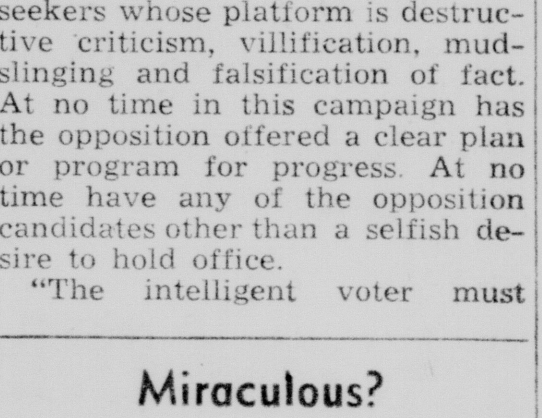 seekers whose platform is destruc-
tive criticism, villification, mud-
slinging and falsification of fact.
At no time in this campaign has
the opposition offered a clear plan
or program for progress. At no
time have any of the opposition
candidates other than a selfish de-
sire to hold office.
“The intelligent voter must
Miraculous?